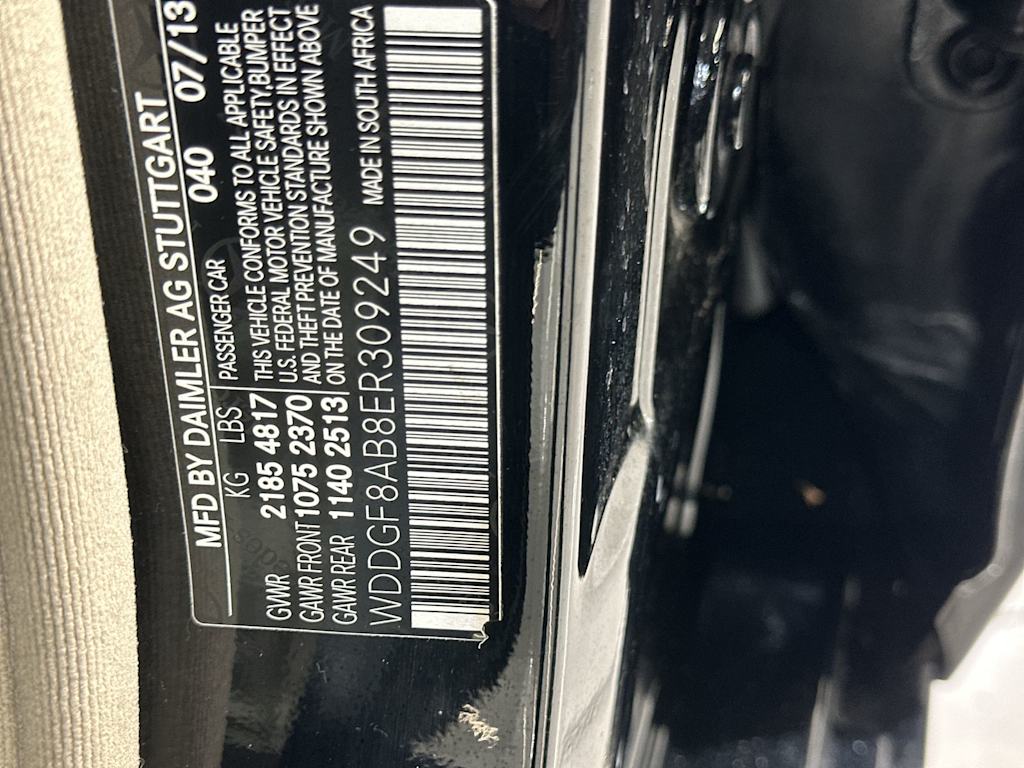 MFD BY DAIMLER AG STUTTGART
040 07/13
KG LBS PASSENGER CAR
GVWR 2185 4817 THIS VEHICLE CONFORMS TO ALL APPLICABLE
GAWR FRONT 1075 2370 U.S. FEDERAL MOTOR VEHICLE SAFETY,BUMPER
GAWR REAR 1140 2513 AND THEFT PREVENTION STANDARDS IN EFFECT
ON THE DATE OF MANUFACTURE SHOWN ABOVE
WDDGF8AB8ER309249 MADE IN SOUTH AFRICA